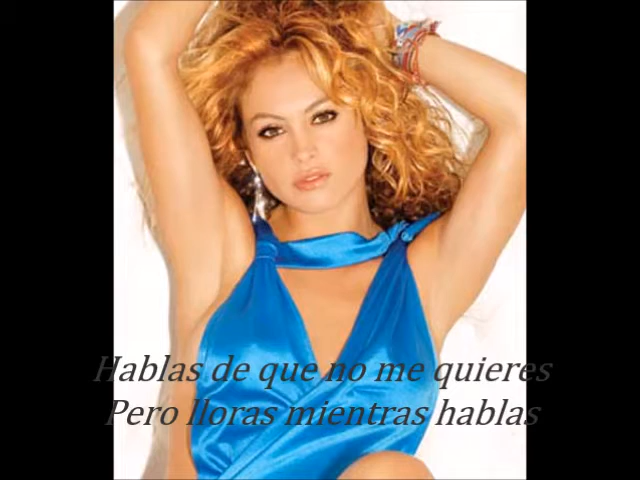 Hablas de que no me quieres
Pero lloras mientras hablas